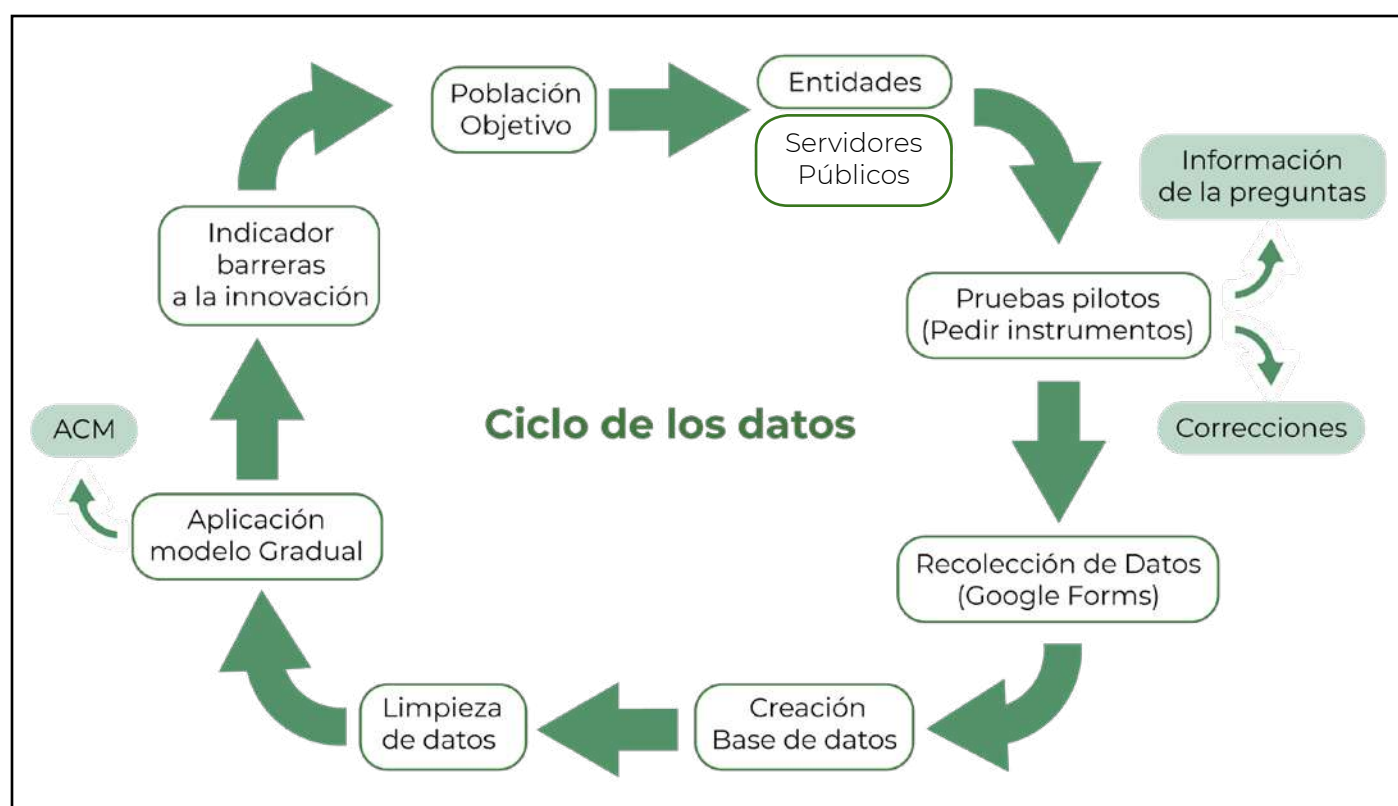 Población
Objetivo
Entidades
Servidores
Públicos
Información
de la preguntas
Pruebas pilotos
(Pedir instrumentos)
Correcciones
Recolección de Datos
(Google Forms)
Creación
Base de datos
Limpieza
de datos
Aplicación
modelo Gradual
ACM
Indicador
barreras
a la innovación
Ciclo de los datos